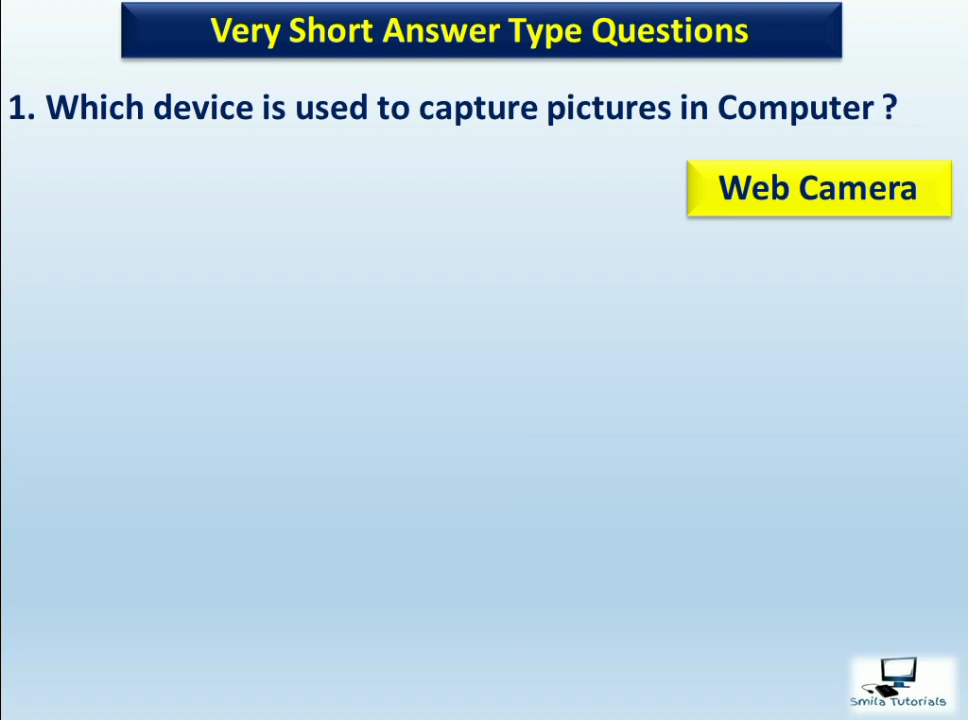 Very Short Answer Type Questions
1. Which device is used to capture pictures in Computer ?
Web Camera
Smita Tutorials